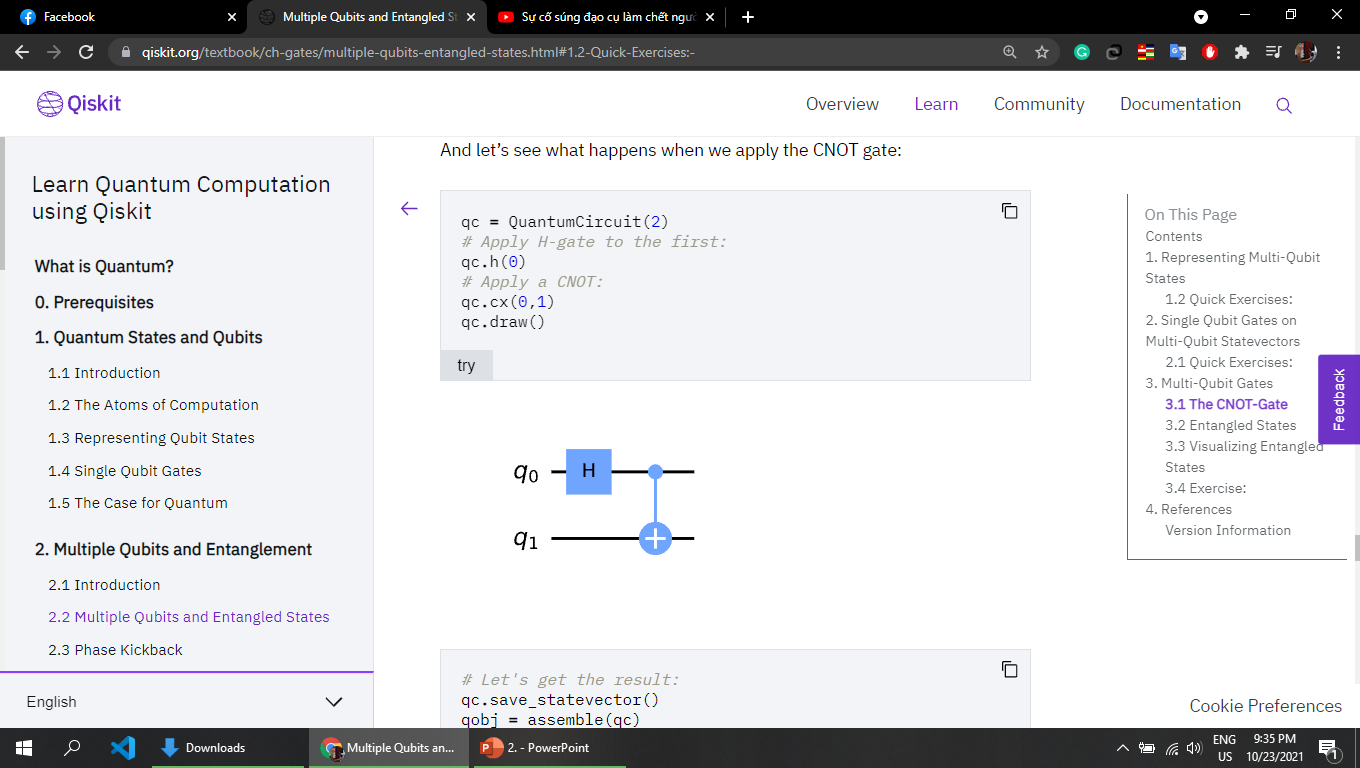 Facebook
Multiple Qubits and Entangled St
Sự cố súng đạo cụ làm chết ngườ
qiskit.org/textbook/ch-gates/multiple-qubits-entangled-states.html#1.2-Quick-Exercises:-
Qiskit
Overview
Learn
Community
Documentation
Learn Quantum Computation
using Qiskit
What is Quantum?
0. Prerequisites
1. Quantum States and Qubits
1.1 Introduction
1.2 The Atoms of Computation
1.3 Representing Qubit States
1.4 Single Qubit Gates
1.5 The Case for Quantum
2. Multiple Qubits and Entanglement
2.1 Introduction
2.2 Multiple Qubits and Entangled States
2.3 Phase Kickback
English
And let's see what happens when we apply the CNOT gate:
qc = QuantumCircuit(2)
# Apply H-gate to the first:
qc.h(0)
# Apply a CNOT:
qc.cx(0,1)
qc.draw()
try
q0
H
q1
# Let's get the result:
qc.save_statevector()
qobj = assemble(qc)
On This Page
Contents
1. Representing Multi-Qubit
States
1.2 Quick Exercises:
2. Single Qubit Gates on
Multi-Qubit Statevectors
2.1 Quick Exercises:
3. Multi-Qubit Gates
3.1 The CNOT-Gate
3.2 Entangled States
3.3 Visualizing Entangled
States
3.4 Exercise:
4. References
Version Information
Feedback
Cookie Preferences
Downloads
Multiple Qubits an...
2. - PowerPoint
ENG
US
9:35 PM
10/23/2021
1